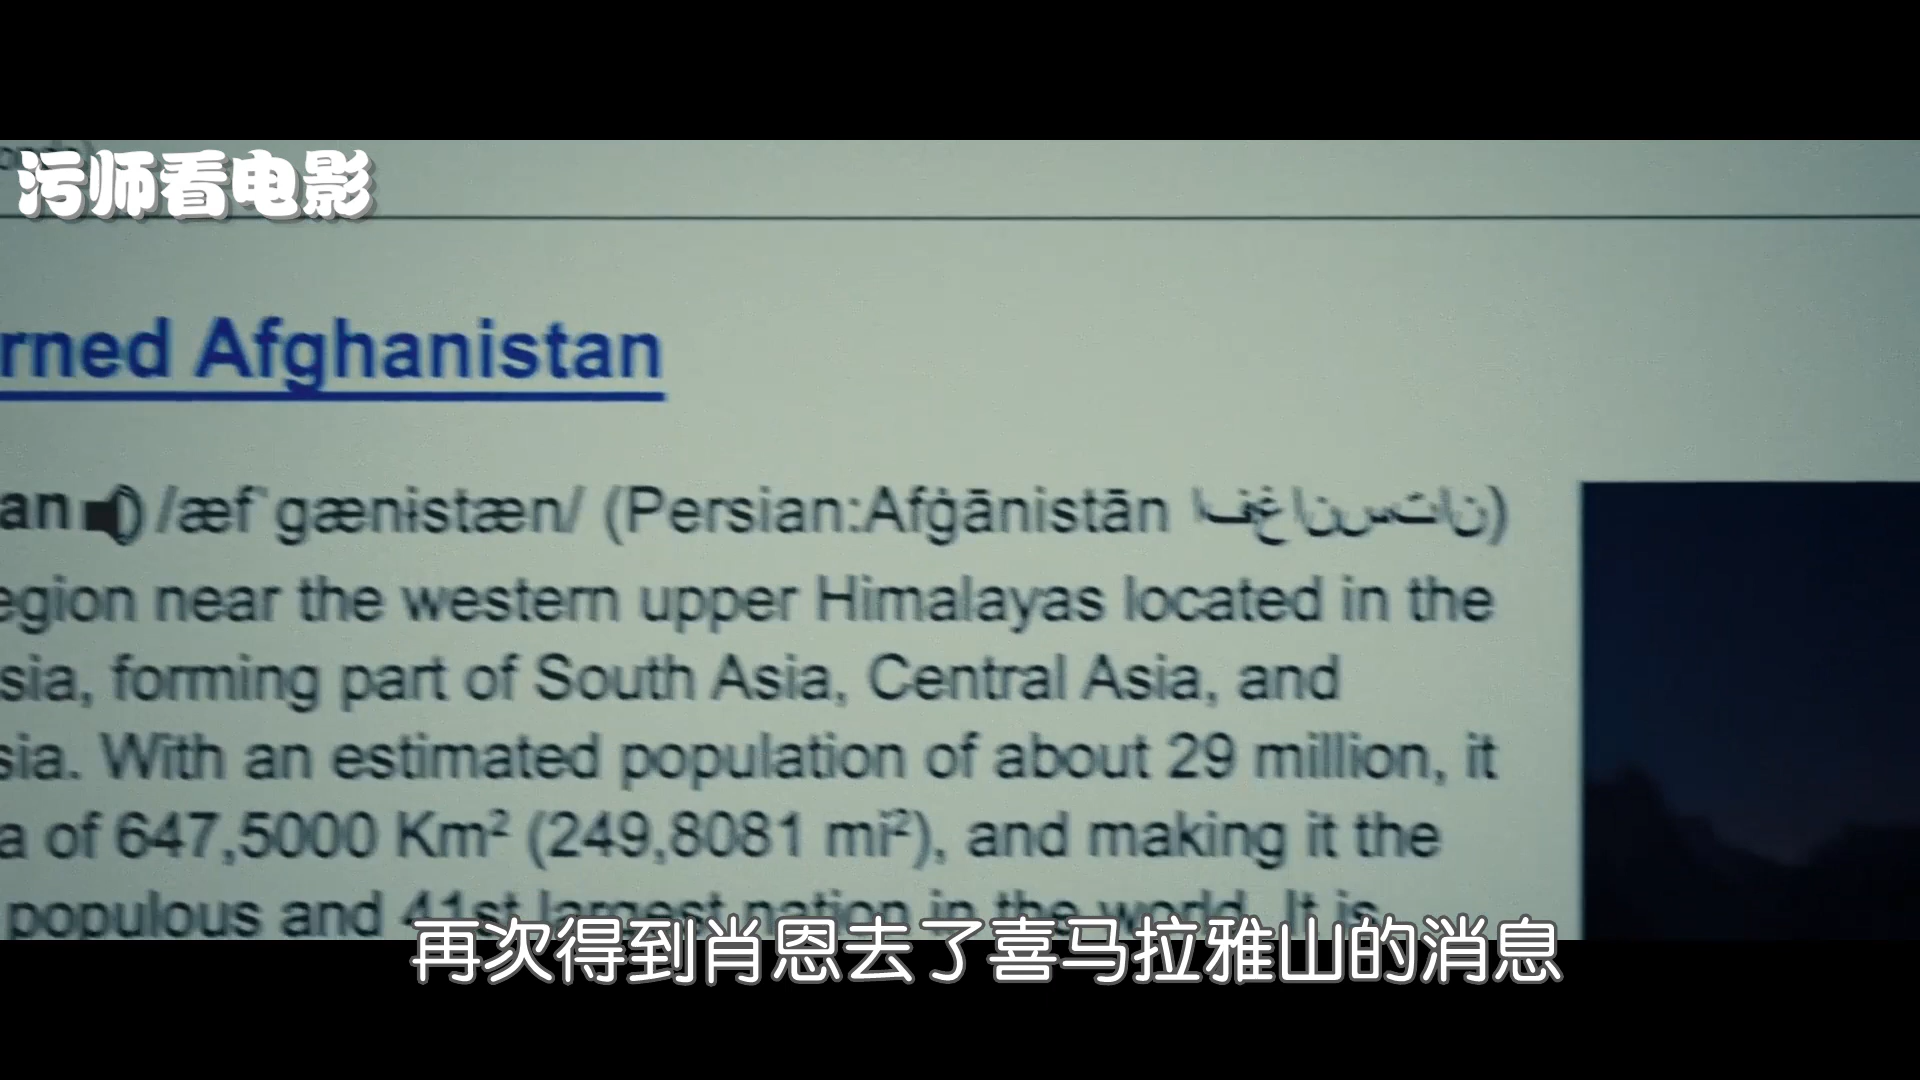 污师看电影
rned Afghanistan
an /æf'gænɨstæn/ (Persian:Afġānistān ن‌ا‌ت‌س‌ن‌ا‌غ‌ف‌ا)
egion near the western upper Himalayas located in the
sia, forming part of South Asia, Central Asia, and
sia. With an estimated population of about 29 million, it
a of 647,5000 Km² (249,8081 mi²), and making it the
populous and 41st largest nation in the world. It is
再次得到肖恩去了喜马拉雅山的消息